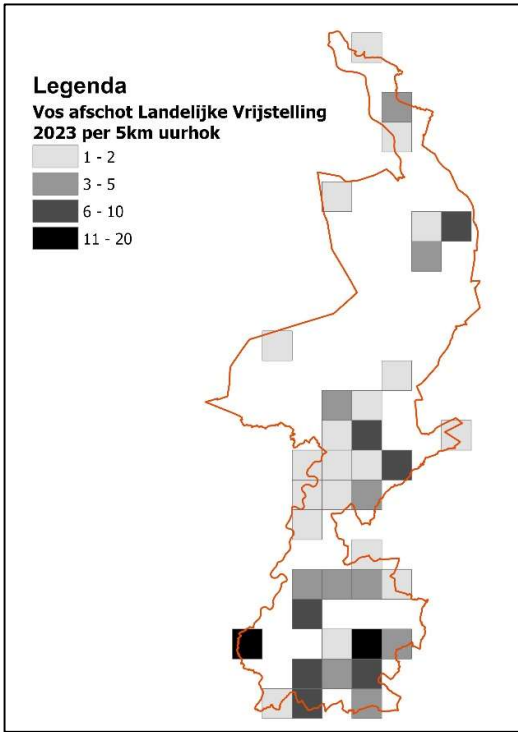 Legenda
Vos afschot Landelijke Vrijstelling
2023 per 5km uurhok
1 - 2
3 - 5
6 - 10
11 - 20